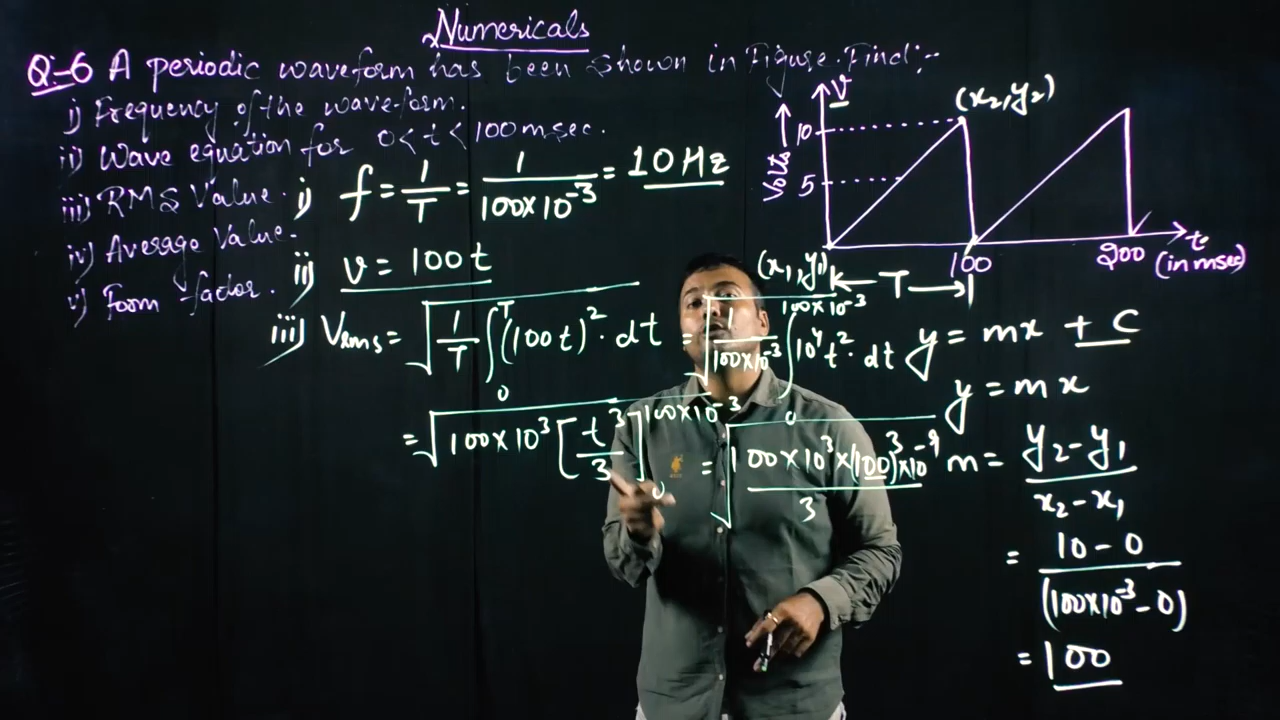 Numericals
Q-6 A periodic waveform has been shown in Figure. Find:-
i) Frequency of the waveform.
ii) Wave equation for 0 < t < 100 msec.
iii) RMS Value.
iv) Average Value.
v) Form factor.
i) f = 1/T = 1/(100×10⁻³) = 10 Hz
ii) v = 100t
iii) Vrms = √(1/T ∫₀ᵀ (100t)² · dt) = √(1/(100×10⁻³) ∫₀^(100×10⁻³) 10⁴ t² · dt)
= √(100×10³ [t³/3]₀^(100×10⁻³)) = √(100×10³×(100)³×10⁻⁹ / 3)
v
Volts →
10
5
(x₂, y₂)
(x₁, y₁)
100
200
t (in msec)
← T →
y = mx + c
y = mx
m = (y₂ - y₁)/(x₂ - x₁)
= (10 - 0)/(100×10⁻³ - 0)
= 100